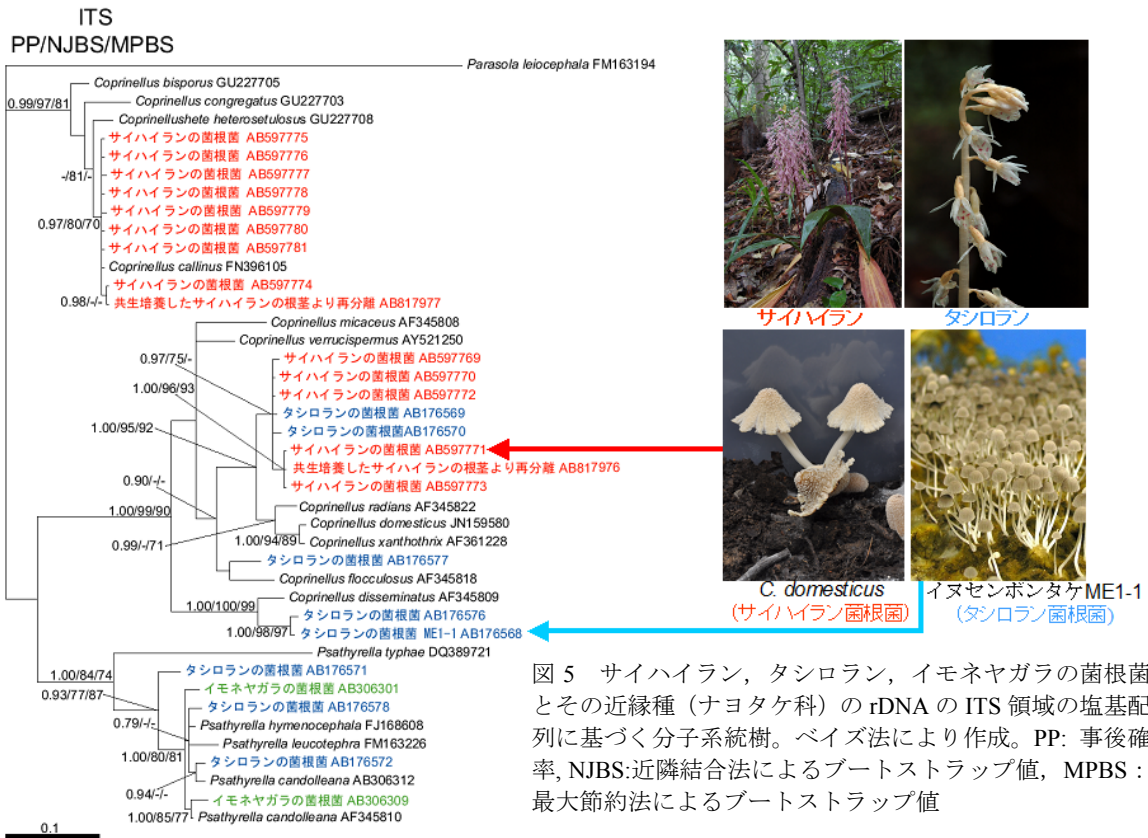 ITS
PP/NJBS/MPBS
Parasola leiocephala FM163194
Coprinellus bisporus GU227705
0.99/97/81
Coprinellus congregatus GU227703
Coprinellushete heterosetulosus GU227708
サイハイランの菌根菌 AB597775
サイハイランの菌根菌 AB597776
サイハイランの菌根菌 AB597777
-/81/-
サイハイランの菌根菌 AB597778
サイハイランの菌根菌 AB597779
0.97/80/70
サイハイランの菌根菌 AB597780
サイハイランの菌根菌 AB597781
Coprinellus callinus FN396105
サイハイランの菌根菌 AB597774
0.98/-/-
共生培養したサイハイランの根茎より再分離 AB817977
Coprinellus micaceus AF345808
Coprinellus verrucispermus AY521250
0.97/75/-
サイハイランの菌根菌 AB597769
サイハイランの菌根菌 AB597770
1.00/96/93
サイハイランの菌根菌 AB597772
タシロランの菌根菌 AB176569
1.00/95/92
タシロランの菌根菌AB176570
サイハイランの菌根菌 AB597771
共生培養したサイハイランの根茎より再分離 AB817976
0.90/-/-
サイハイランの菌根菌 AB597773
Coprinellus radians AF345822
1.00/99/90
Coprinellus domesticus JN159580
1.00/94/89
Coprinellus xanthothrix AF361228
0.99/-/71
タシロランの菌根菌 AB176577
Coprinellus flocculosus AF345818
Coprinellus disseminatus AF345809
1.00/100/99
タシロランの菌根菌 AB176576
1.00/98/97
タシロランの菌根菌 ME1-1 AB176568
Psathyrella typhae DQ389721
1.00/84/74
タシロランの菌根菌 AB176571
0.93/77/87
イモネヤガラの菌根菌 AB306301
タシロランの菌根菌 AB176578
0.79/-/-
Psathyrella hymenocephala FJ168608
Psathyrella leucotephra FM163226
1.00/80/81
タシロランの菌根菌 AB176572
Psathyrella candolleana AB306312
0.94/-/-
イモネヤガラの菌根菌 AB306309
1.00/85/77
Psathyrella candolleana AF345810
0.1
サイハイラン
タシロラン
C. domesticus
(サイハイラン菌根菌)
イヌセンボンタケME1-1
(タシロラン菌根菌)
図 5 サイハイラン，タシロラン，イモネヤガラの菌根菌
とその近縁種（ナヨタケ科）の rDNA の ITS 領域の塩基配
列に基づく分子系統樹。ベイズ法により作成。PP: 事後確
率, NJBS:近隣結合法によるブートストラップ値，MPBS：
最大節約法によるブートストラップ値